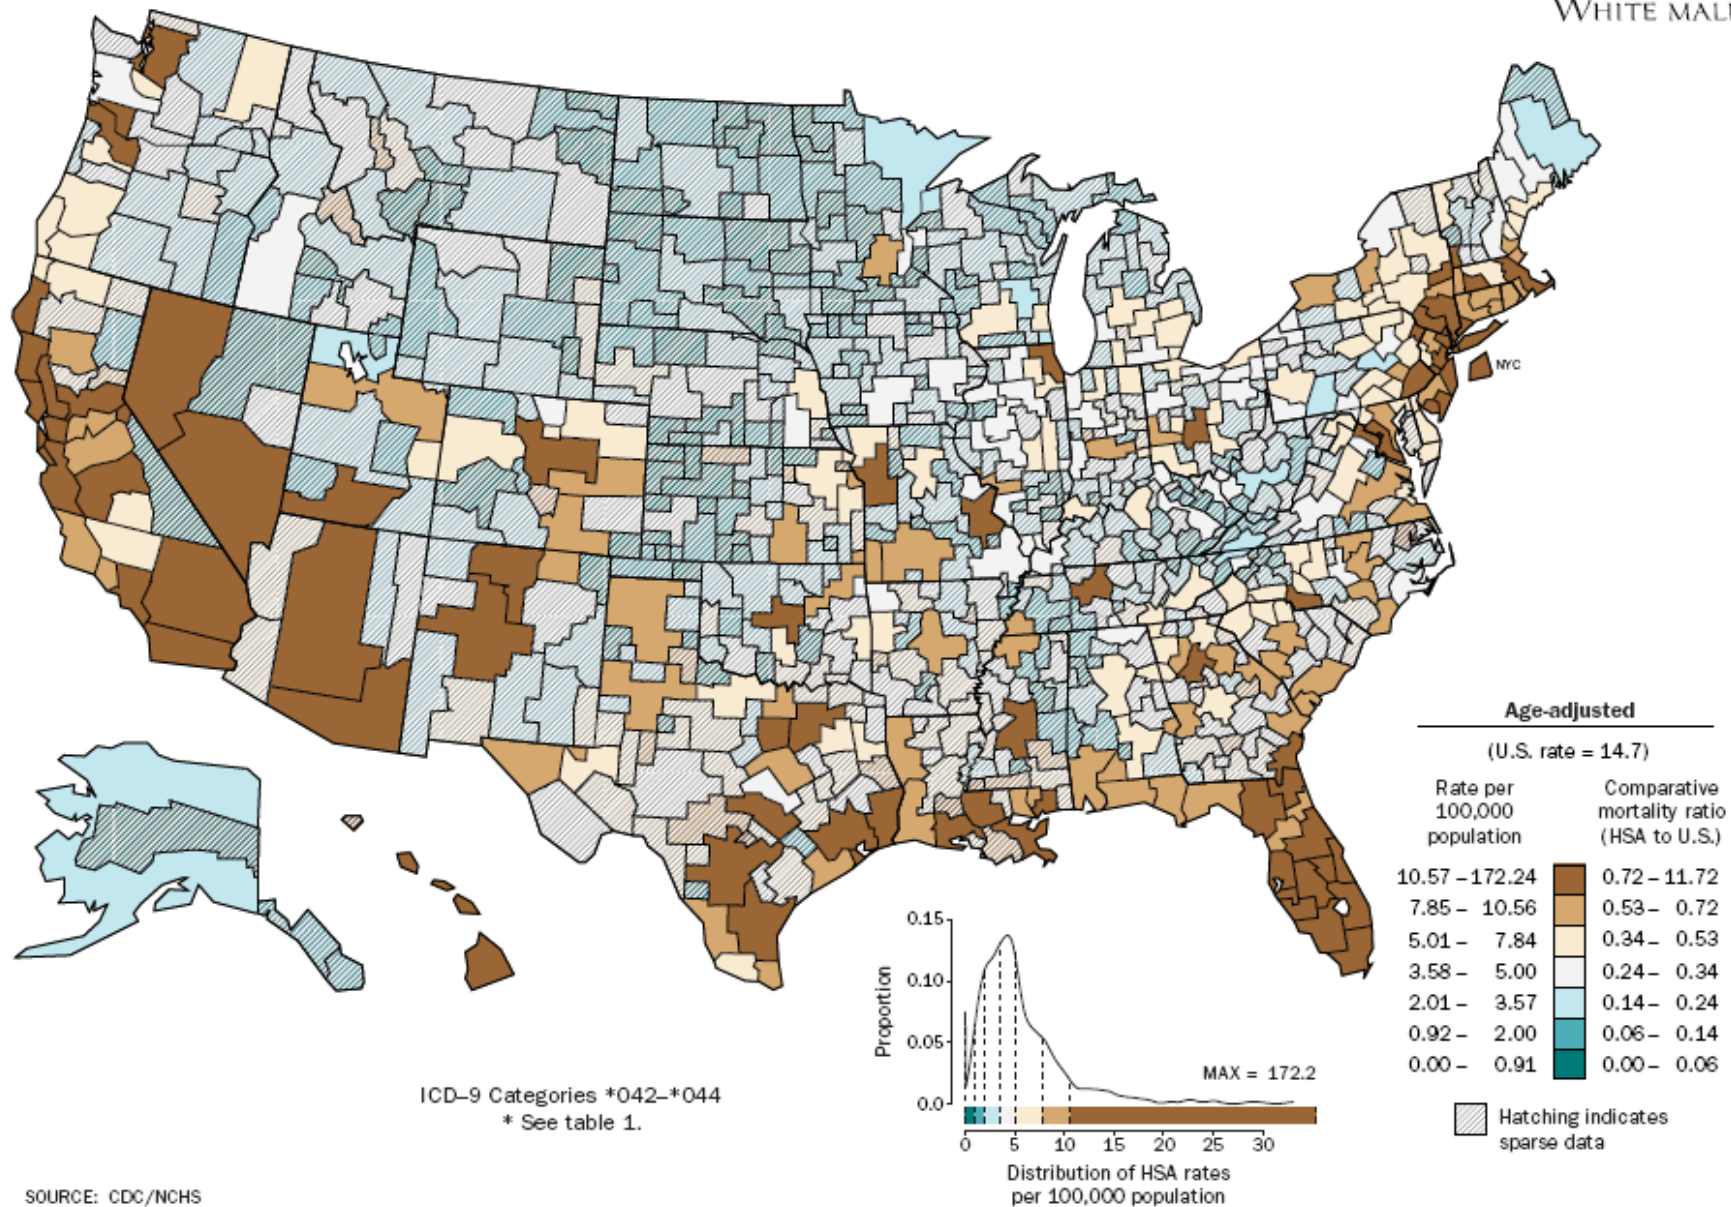 WHITE MAL
NYC
Age-adjusted
(U.S. rate = 14.7)
Rate per 100,000 population
Comparative mortality ratio (HSA to U.S.)
10.57 – 172.24 0.72 – 11.72
7.85 – 10.56 0.53 – 0.72
5.01 – 7.84 0.34 – 0.53
3.58 – 5.00 0.24 – 0.34
2.01 – 3.57 0.14 – 0.24
0.92 – 2.00 0.06 – 0.14
0.00 – 0.91 0.00 – 0.06
Hatching indicates
sparse data
0.15
0.10
0.05
0.0
Proportion
MAX = 172.2
0 5 10 15 20 25 30
Distribution of HSA rates
per 100,000 population
ICD–9 Categories *042–*044
* See table 1.
SOURCE: CDC/NCHS